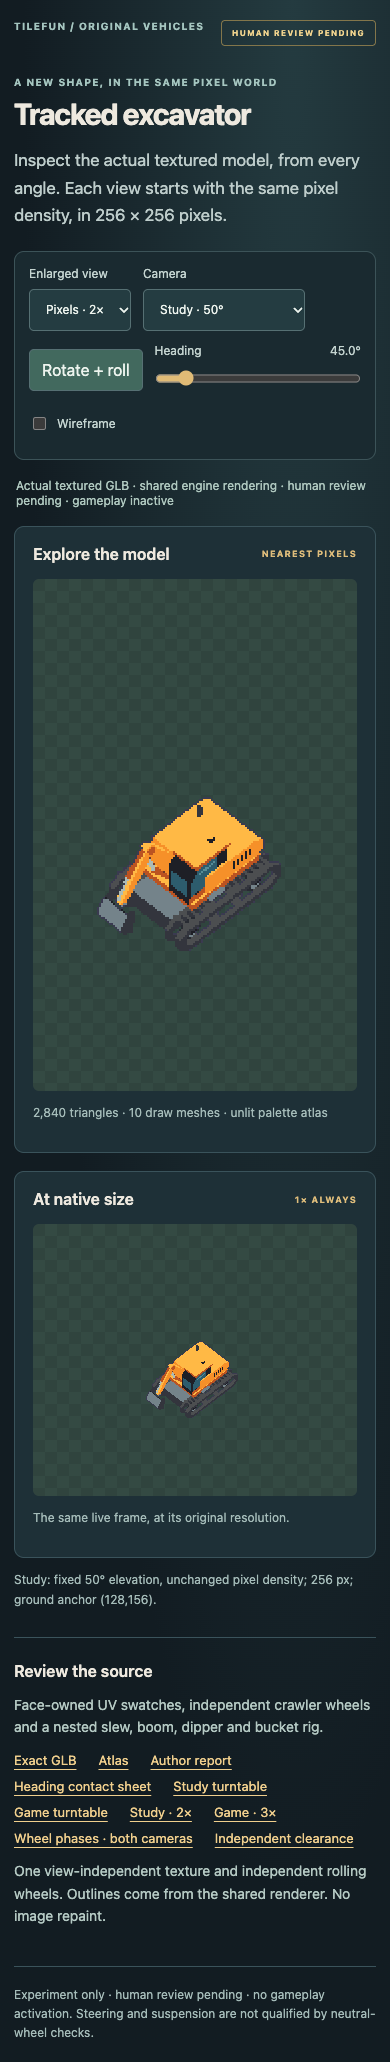 TILEFUN / ORIGINAL VEHICLES
HUMAN REVIEW PENDING
A NEW SHAPE, IN THE SAME PIXEL WORLD
Tracked excavator
Inspect the actual textured model, from every
angle. Each view starts with the same pixel
density, in 256 × 256 pixels.
Enlarged view
Camera
Pixels · 2×
Study · 50°
Rotate + roll
Heading
45.0°
Wireframe
Actual textured GLB · shared engine rendering · human review
pending · gameplay inactive
Explore the model
NEAREST PIXELS
2,840 triangles · 10 draw meshes · unlit palette atlas
At native size
1× ALWAYS
The same live frame, at its original resolution.
Study: fixed 50° elevation, unchanged pixel density; 256 px;
ground anchor (128,156).
Review the source
Face-owned UV swatches, independent crawler wheels
and a nested slew, boom, dipper and bucket rig.
Exact GLB Atlas Author report
Heading contact sheet Study turntable
Game turntable Study · 2× Game · 3×
Wheel phases · both cameras Independent clearance
One view-independent texture and independent rolling
wheels. Outlines come from the shared renderer. No
image repaint.
Experiment only · human review pending · no gameplay
activation. Steering and suspension are not qualified by neutral-
wheel checks.